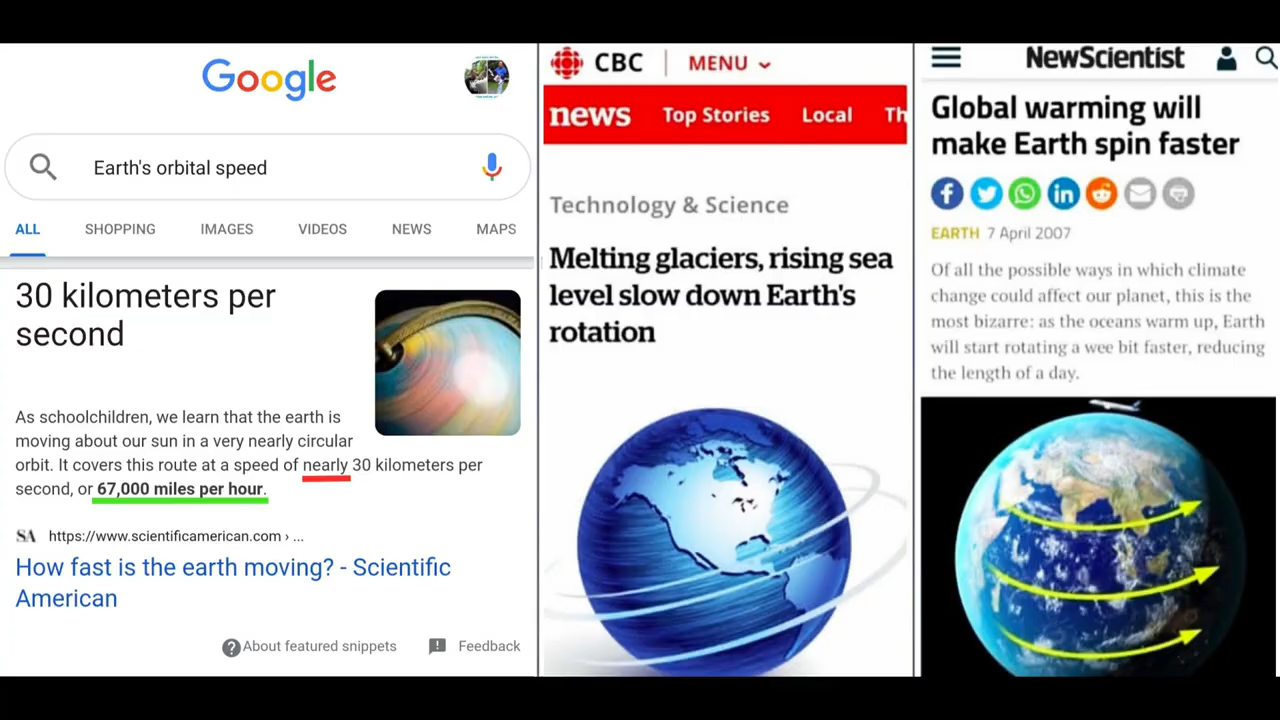 Google
Earth's orbital speed
ALL SHOPPING IMAGES VIDEOS NEWS MAPS
30 kilometers per
second
As schoolchildren, we learn that the earth is
moving about our sun in a very nearly circular
orbit. It covers this route at a speed of nearly 30 kilometers per
second, or 67,000 miles per hour.
SA https://www.scientificamerican.com › ...
How fast is the earth moving? - Scientific
American
About featured snippets Feedback
CBC MENU
news Top Stories Local Th
Technology & Science
Melting glaciers, rising sea
level slow down Earth's
rotation
NewScientist
Global warming will
make Earth spin faster
EARTH 7 April 2007
Of all the possible ways in which climate
change could affect our planet, this is the
most bizarre: as the oceans warm up, Earth
will start rotating a wee bit faster, reducing
the length of a day.